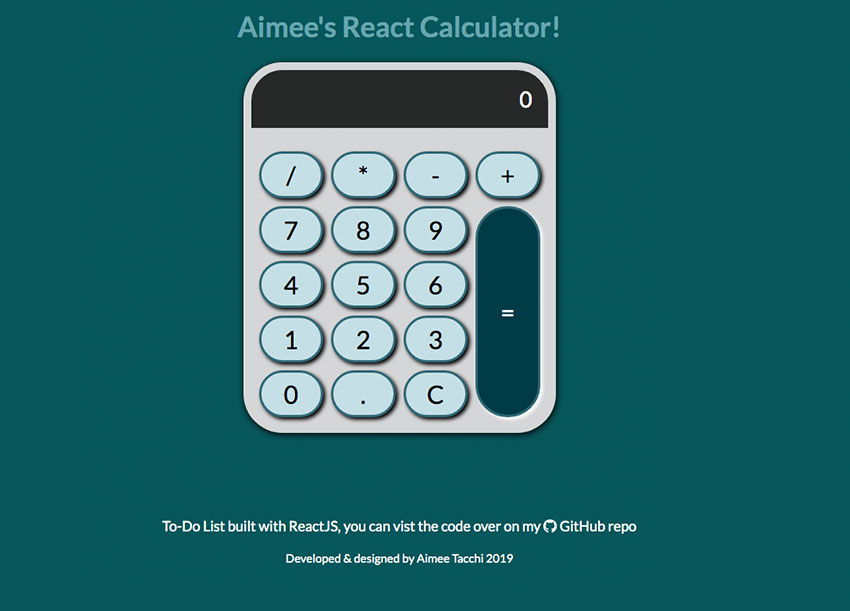 Aimee's React Calculator!
0
/ * - +
7 8 9
4 5 6
=
1 2 3
0 . C
To-Do List built with ReactJS, you can vist the code over on my GitHub repo
Developed & designed by Aimee Tacchi 2019